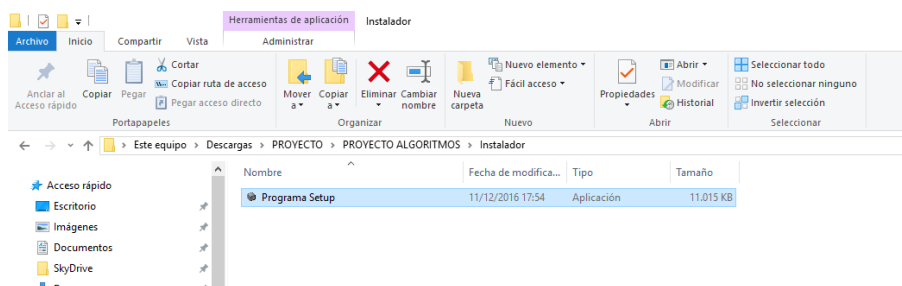 Herramientas de aplicación Instalador
Archivo Inicio Compartir Vista Administrar
Anclar al Acceso rápido
Copiar
Pegar
Cortar
Copiar ruta de acceso
Pegar acceso directo
Portapapeles
Mover a
Copiar a
Eliminar
Cambiar nombre
Organizar
Nueva carpeta
Nuevo elemento
Fácil acceso
Nuevo
Propiedades
Abrir
Modificar
Historial
Abrir
Seleccionar todo
No seleccionar ninguno
Invertir selección
Seleccionar
Este equipo > Descargas > PROYECTO > PROYECTO ALGORITMOS > Instalador
Nombre Fecha de modifica... Tipo Tamaño
Programa Setup 11/12/2016 17:54 Aplicación 11.015 KB
Acceso rápido
Escritorio
Imágenes
Documentos
SkyDrive